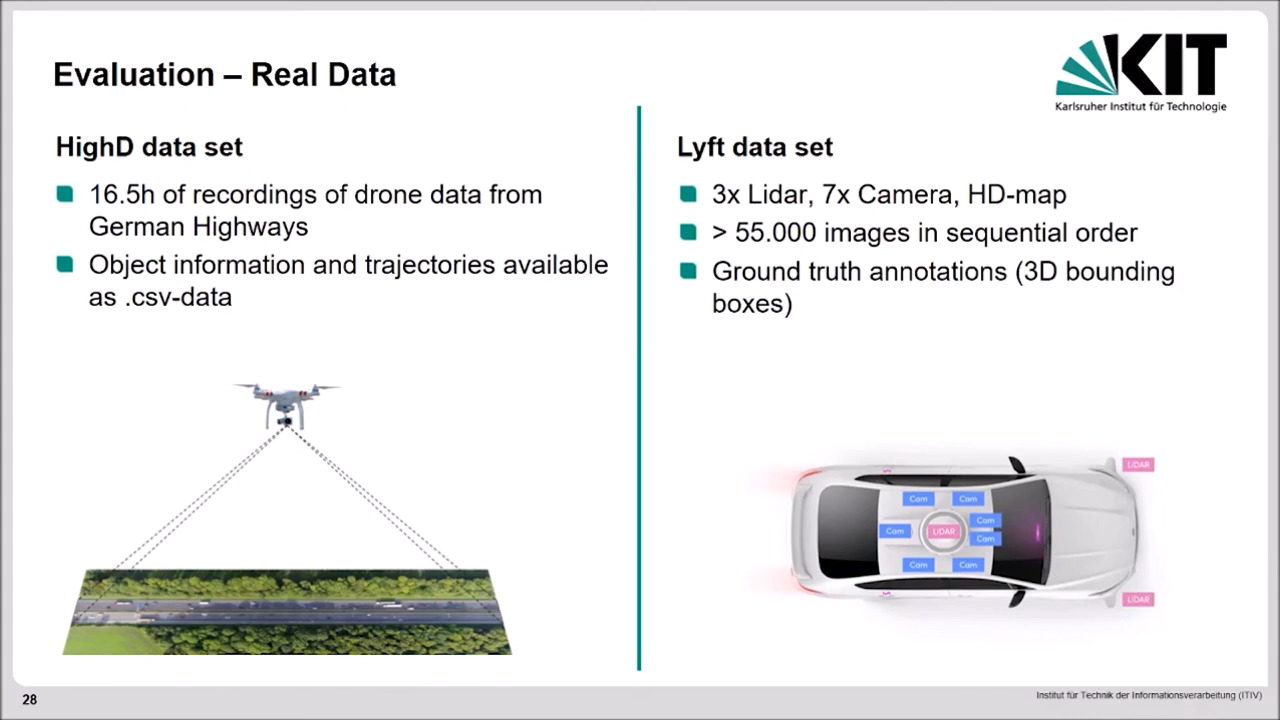 Evaluation – Real Data
KIT
Karlsruher Institut für Technologie
HighD data set
16.5h of recordings of drone data from
German Highways
Object information and trajectories available
as .csv-data
Lyft data set
3x Lidar, 7x Camera, HD-map
> 55.000 images in sequential order
Ground truth annotations (3D bounding
boxes)
LiDAR
Cam Cam
Cam
Cam LiDAR
Cam
Cam Cam
LiDAR
28
Institut für Technik der Informationsverarbeitung (ITIV)